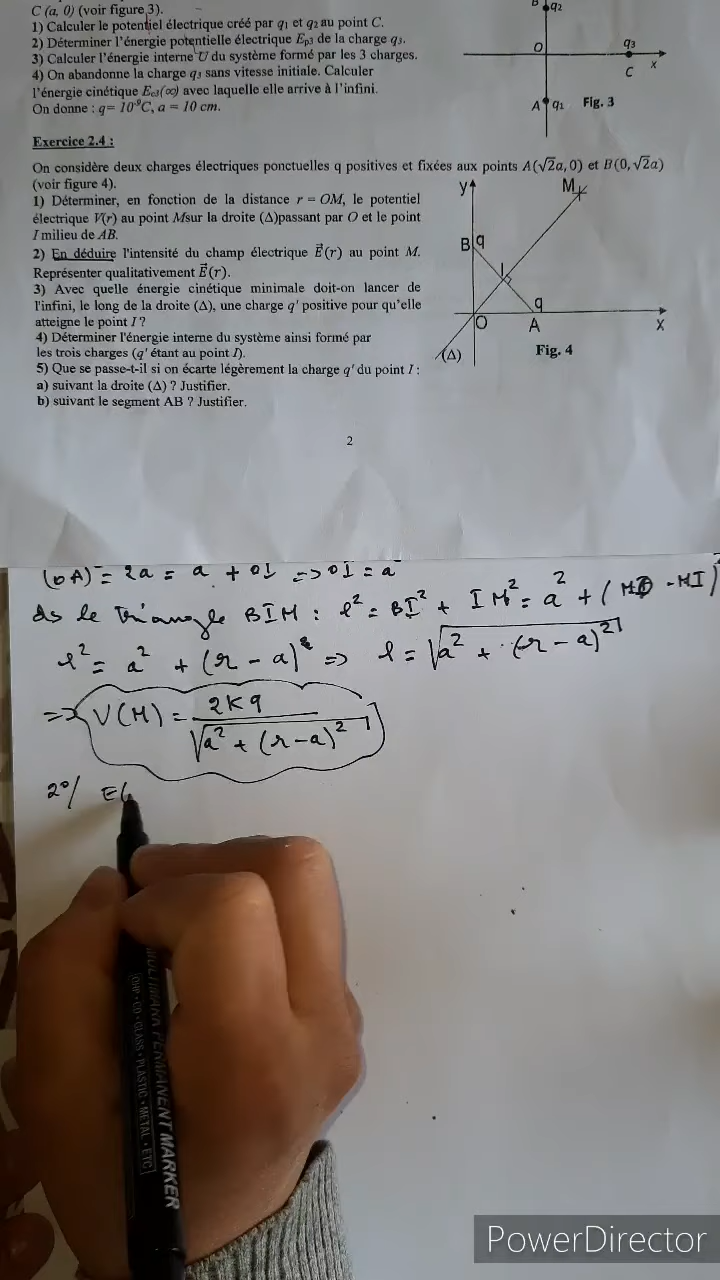 C (a, 0) (voir figure 3).
1) Calculer le potentiel électrique créé par q₁ et q₂ au point C.
2) Déterminer l'énergie potentielle électrique Eₚ₃ de la charge q₃.
3) Calculer l'énergie interne U du système formé par les 3 charges.
4) On abandonne la charge q₃ sans vitesse initiale. Calculer
l'énergie cinétique E_c₃(∞) avec laquelle elle arrive à l'infini.
On donne : q= 10⁻⁹C, a = 10 cm.
B q₂
O q₃
C x
A q₁ Fig. 3
Exercice 2.4 :
On considère deux charges électriques ponctuelles q positives et fixées aux points A(√2a, 0) et B(0, √2a)
(voir figure 4).
1) Déterminer, en fonction de la distance r = OM, le potentiel
électrique V(r) au point Msur la droite (Δ)passant par O et le point
I milieu de AB.
2) En déduire l'intensité du champ électrique E⃗(r) au point M.
Représenter qualitativement E⃗(r).
3) Avec quelle énergie cinétique minimale doit-on lancer de
l'infini, le long de la droite (Δ), une charge q' positive pour qu'elle
atteigne le point I ?
4) Déterminer l'énergie interne du système ainsi formé par
les trois charges (q' étant au point I).
5) Que se passe-t-il si on écarte légèrement la charge q' du point I :
a) suivant la droite (Δ) ? Justifier.
b) suivant le segment AB ? Justifier.
y M
B q
I
q
O A x
(Δ) Fig. 4
2
(OA) = 2a = a + OI => OI = a
ds le triangle BIM : l² = BI² + IM² = a² + (MO - MI)²
l² = a² + (r - a)² => l = √a² + (r - a)²
=> V(M) = 2Kq / √a² + (r-a)²
2°/ E(
MULTIMARK PERMANENT MARKER
OHP·CD·GLASS·PLASTIC·METAL·ETC
PowerDirector